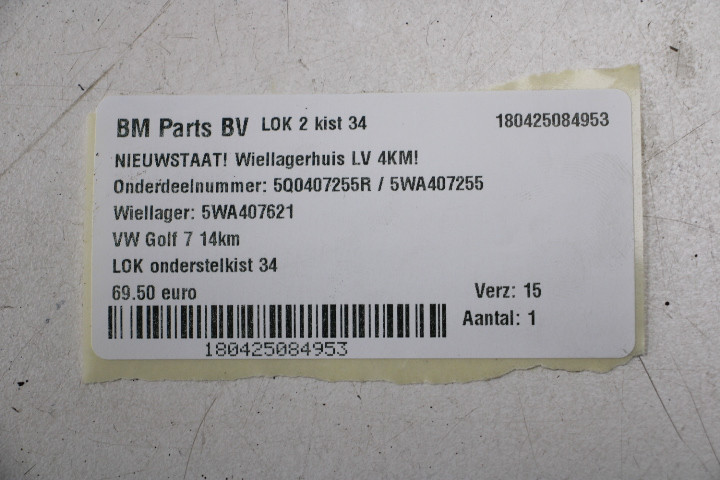 BM Parts BV LOK 2 kist 34 180425084953
NIEUWSTAAT! Wiellagerhuis LV 4KM!
Onderdeelnummer: 5Q0407255R / 5WA407255
Wiellager: 5WA407621
VW Golf 7 14km
LOK onderstelkist 34
69.50 euro Verz: 15
Aantal: 1
180425084953